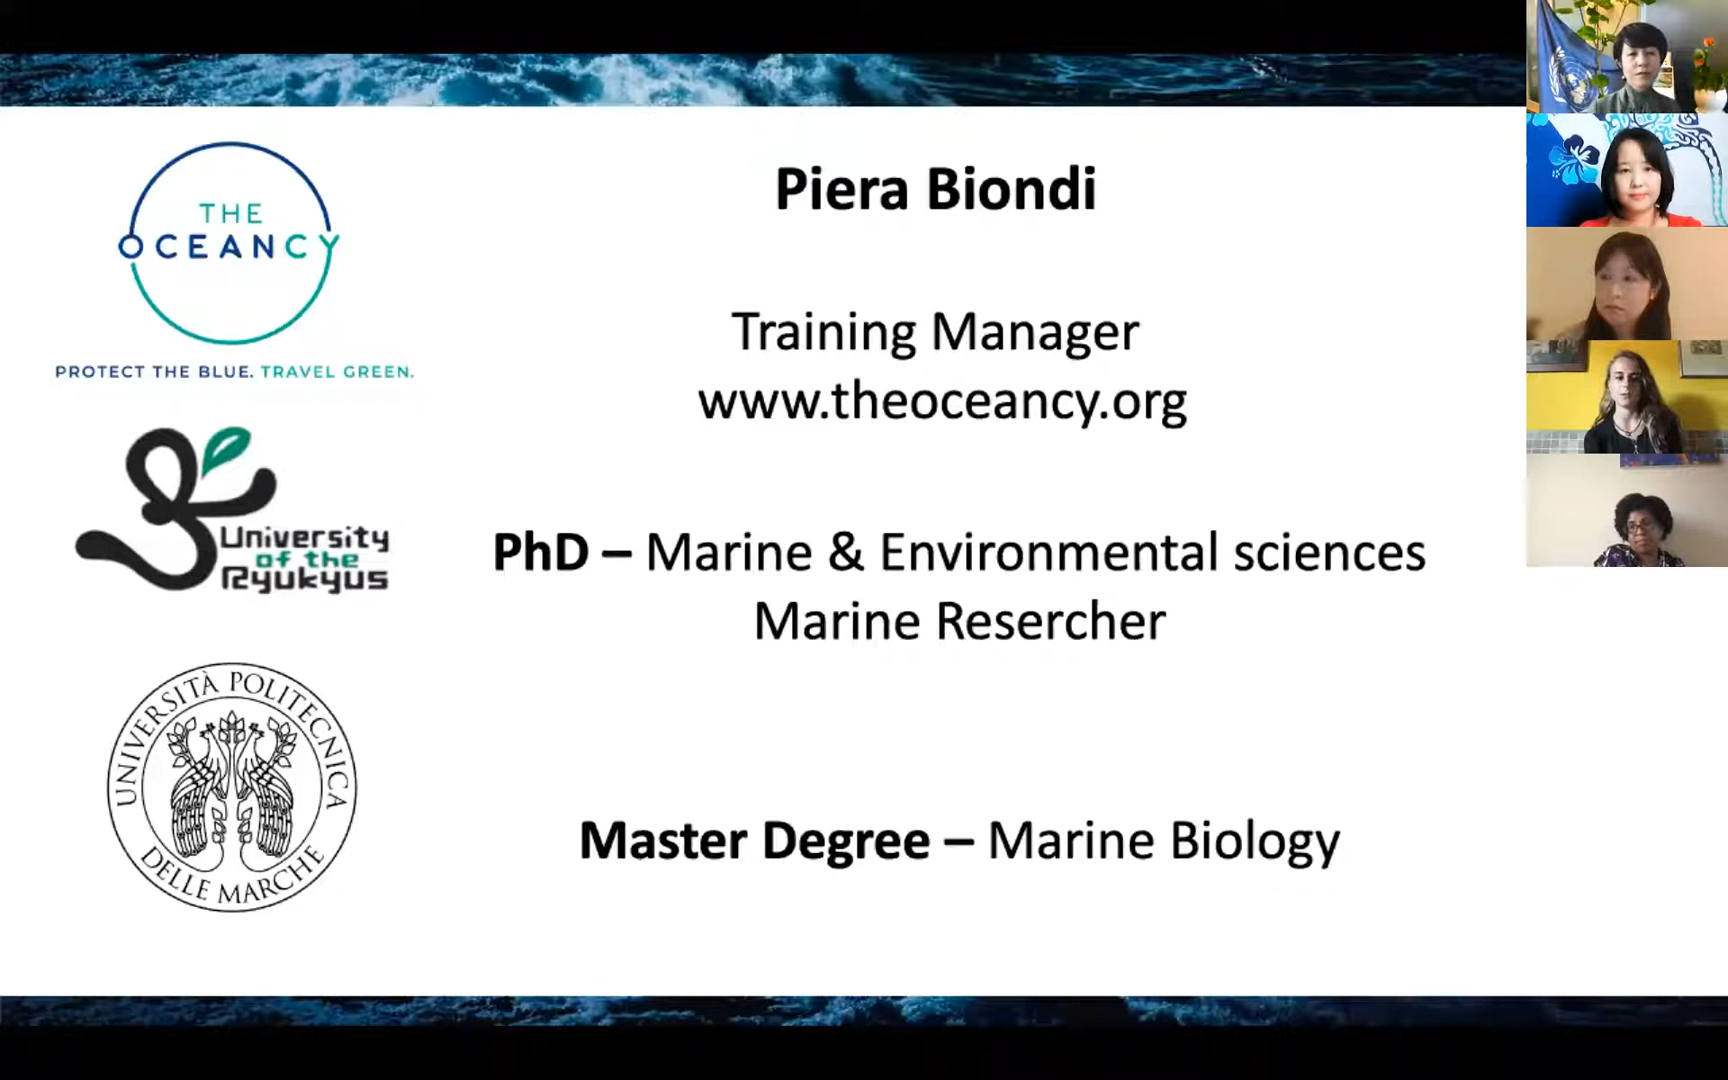 THE
OCEANCY
PROTECT THE BLUE. TRAVEL GREEN.
Piera Biondi
Training Manager
www.theoceancy.org
University
of the
Ryukyus
PhD – Marine & Environmental sciences
Marine Resercher
UNIVERSITÀ POLITECNICA
DELLE MARCHE
Master Degree – Marine Biology